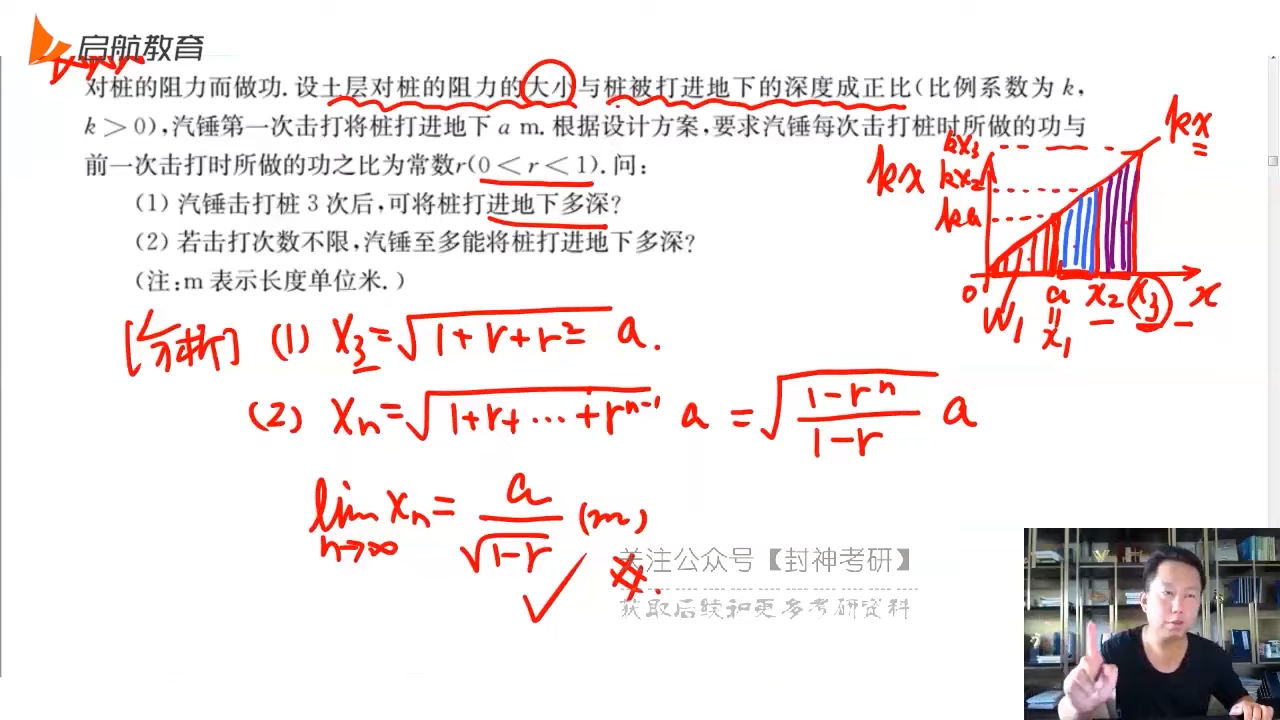 启航教育
对桩的阻力而做功.设土层对桩的阻力的大小与桩被打进地下的深度成正比(比例系数为 k,
k＞0),汽锤第一次击打将桩打进地下 a m.根据设计方案,要求汽锤每次击打桩时所做的功与
前一次击打时所做的功之比为常数r(0＜r＜1).问:
(1) 汽锤击打桩 3 次后,可将桩打进地下多深?
(2) 若击打次数不限,汽锤至多能将桩打进地下多深?
(注:m 表示长度单位米.)
kx
kx
kx₃
kx₂
ka
0 a x₂ x₃ x
W₁ = x₁
[分析] (1) x₃=√(1+r+r²) a.
(2) xₙ=√(1+r+⋯+rⁿ⁻¹) a = √((1-rⁿ)/(1-r)) a
lim n→∞ xₙ = a/√(1-r) (m)
关注公众号【封神考研】
获取后续和更多考研资料